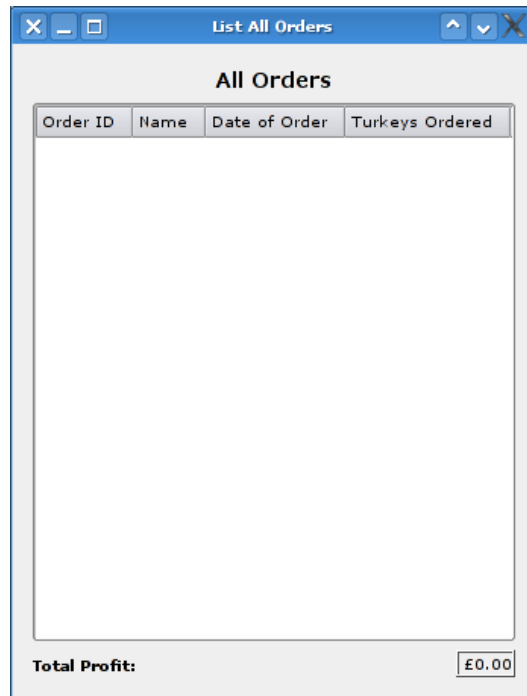 List All Orders
All Orders
Order ID Name Date of Order Turkeys Ordered
Total Profit: £0.00